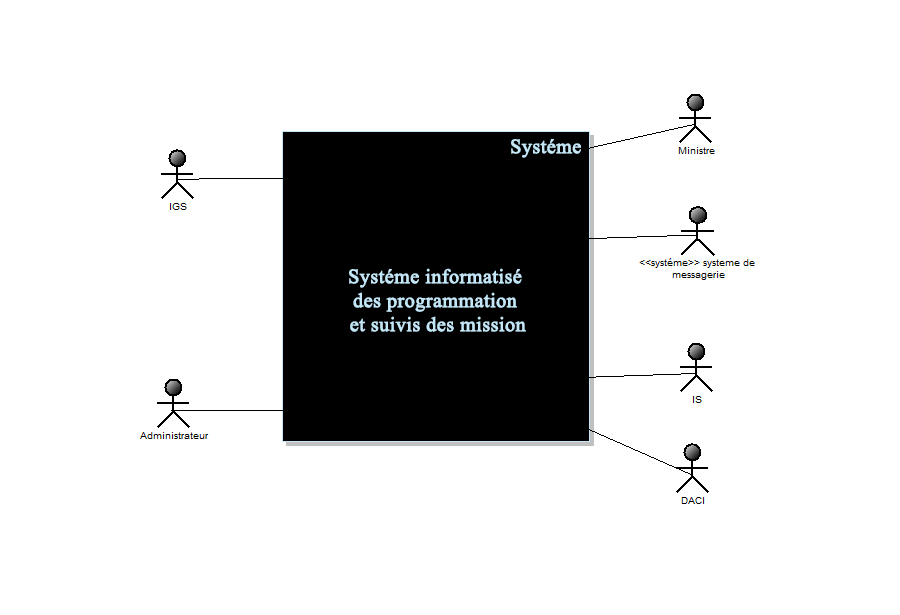 Systéme
Ministre
IGS
<<systéme>> systeme de
messagerie
Systéme informatisé
des programmation
et suivis des mission
IS
Administrateur
DACI